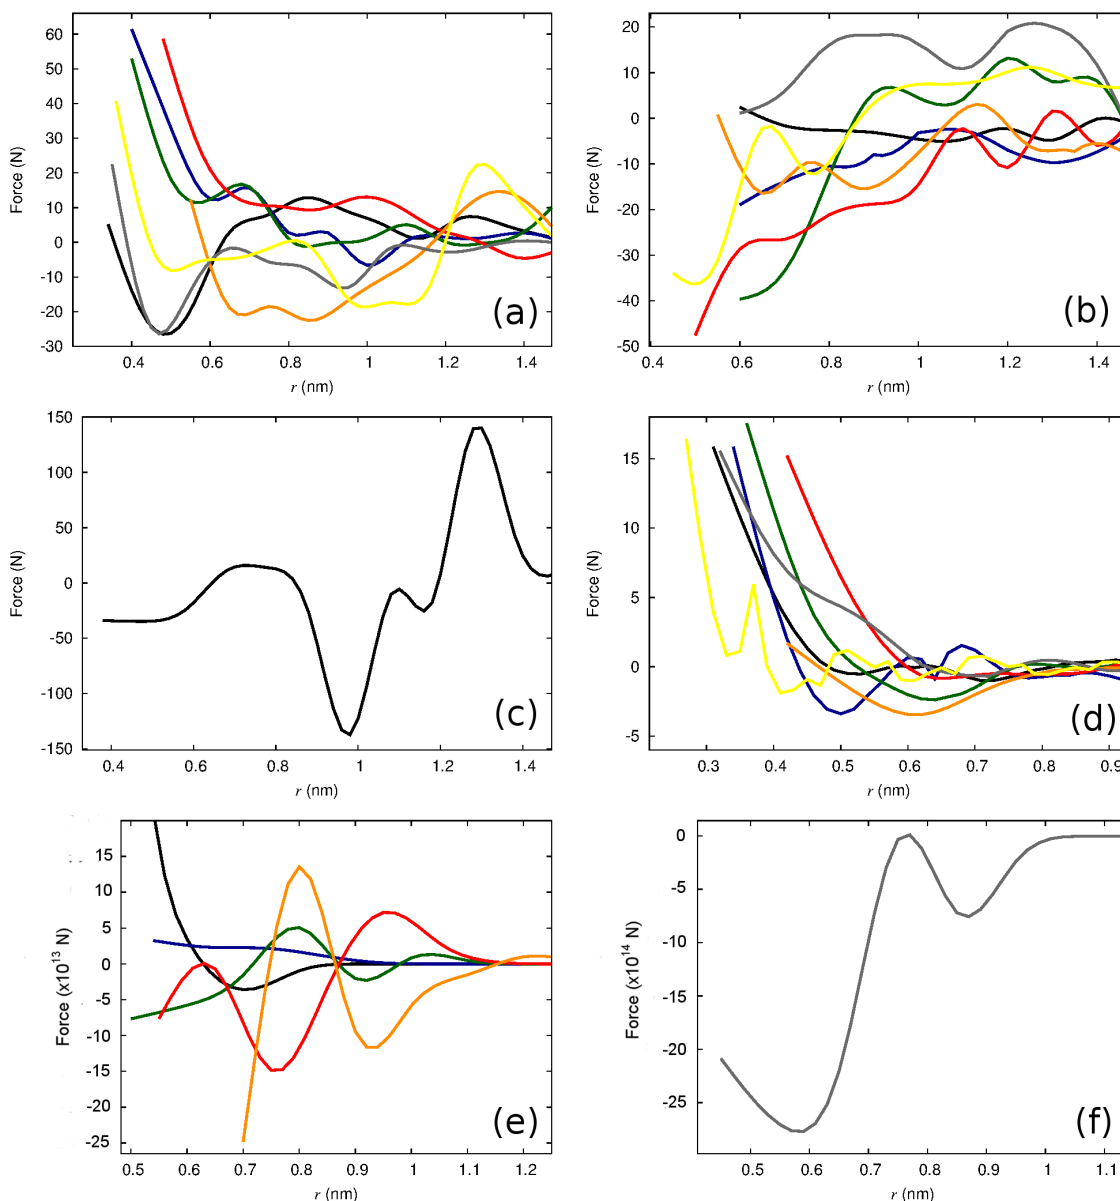 60
50
40
30
20
10
0
-10
-20
-30
Force (N)
0.4 0.6 0.8 1 1.2 1.4
r (nm)
(a)
20
10
0
-10
-20
-30
-40
-50
Force (N)
0.4 0.6 0.8 1 1.2 1.4
r (nm)
(b)
150
100
50
0
-50
-100
-150
Force (N)
0.4 0.6 0.8 1 1.2 1.4
r (nm)
(c)
15
10
5
0
-5
Force (N)
0.3 0.4 0.5 0.6 0.7 0.8 0.9
r (nm)
(d)
15
10
5
0
-5
-10
-15
-20
-25
Force (x10¹³ N)
0.5 0.6 0.7 0.8 0.9 1 1.1 1.2
r (nm)
(e)
0
-5
-10
-15
-20
-25
Force (x10¹⁴ N)
0.5 0.6 0.7 0.8 0.9 1 1.1
r (nm)
(f)